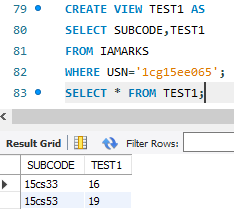 79 CREATE VIEW TEST1 AS
80 SELECT SUBCODE,TEST1
81 FROM IAMARKS
82 WHERE USN='1cg15ee065';
83 SELECT * FROM TEST1;
Result Grid Filter Rows:
SUBCODE TEST1
15cs33 16
15cs53 19